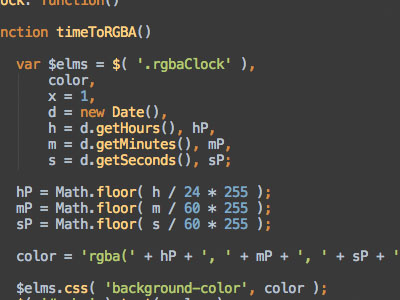 ock: function()
nction timeToRGBA()
var $elms = $( '.rgbaClock' ),
color,
x = 1,
d = new Date(),
h = d.getHours(), hP,
m = d.getMinutes(), mP,
s = d.getSeconds(), sP;
hP = Math.floor( h / 24 * 255 );
mP = Math.floor( m / 60 * 255 );
sP = Math.floor( s / 60 * 255 );
color = 'rgba(' + hP + ', ' + mP + ', ' + sP + '
$elms.css( 'background-color', color );